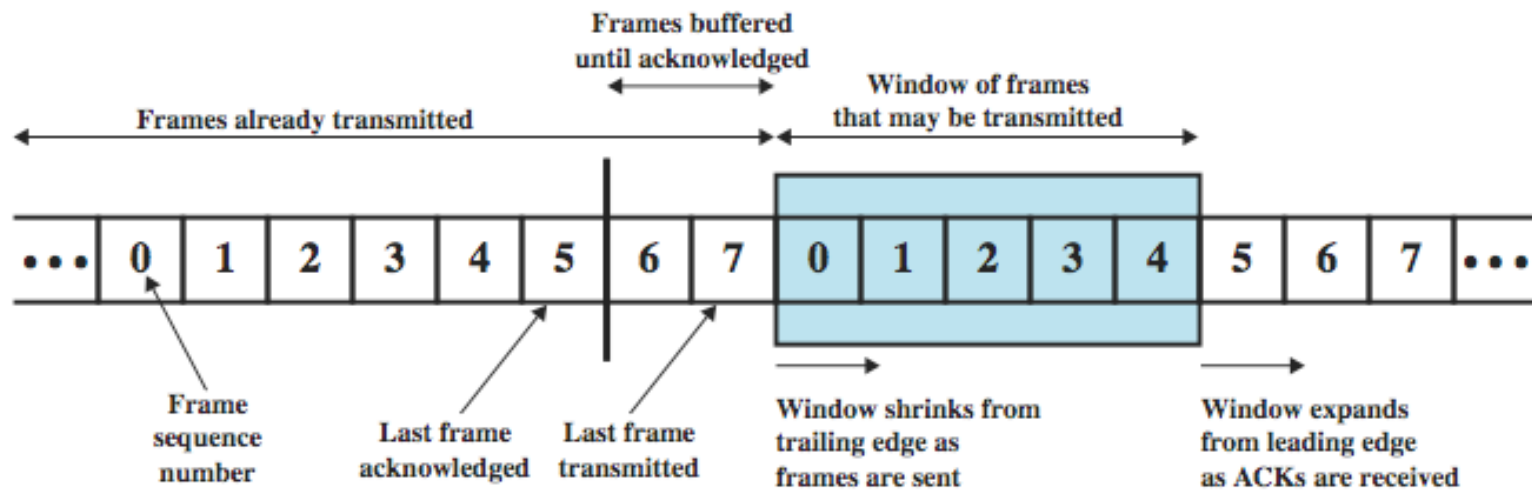 Frames buffered
until acknowledged
Window of frames
that may be transmitted
Frames already transmitted
••• 0 1 2 3 4 5 6 7 0 1 2 3 4 5 6 7 •••
Frame
sequence
number
Last frame
acknowledged
Last frame
transmitted
Window shrinks from
trailing edge as
frames are sent
Window expands
from leading edge
as ACKs are received